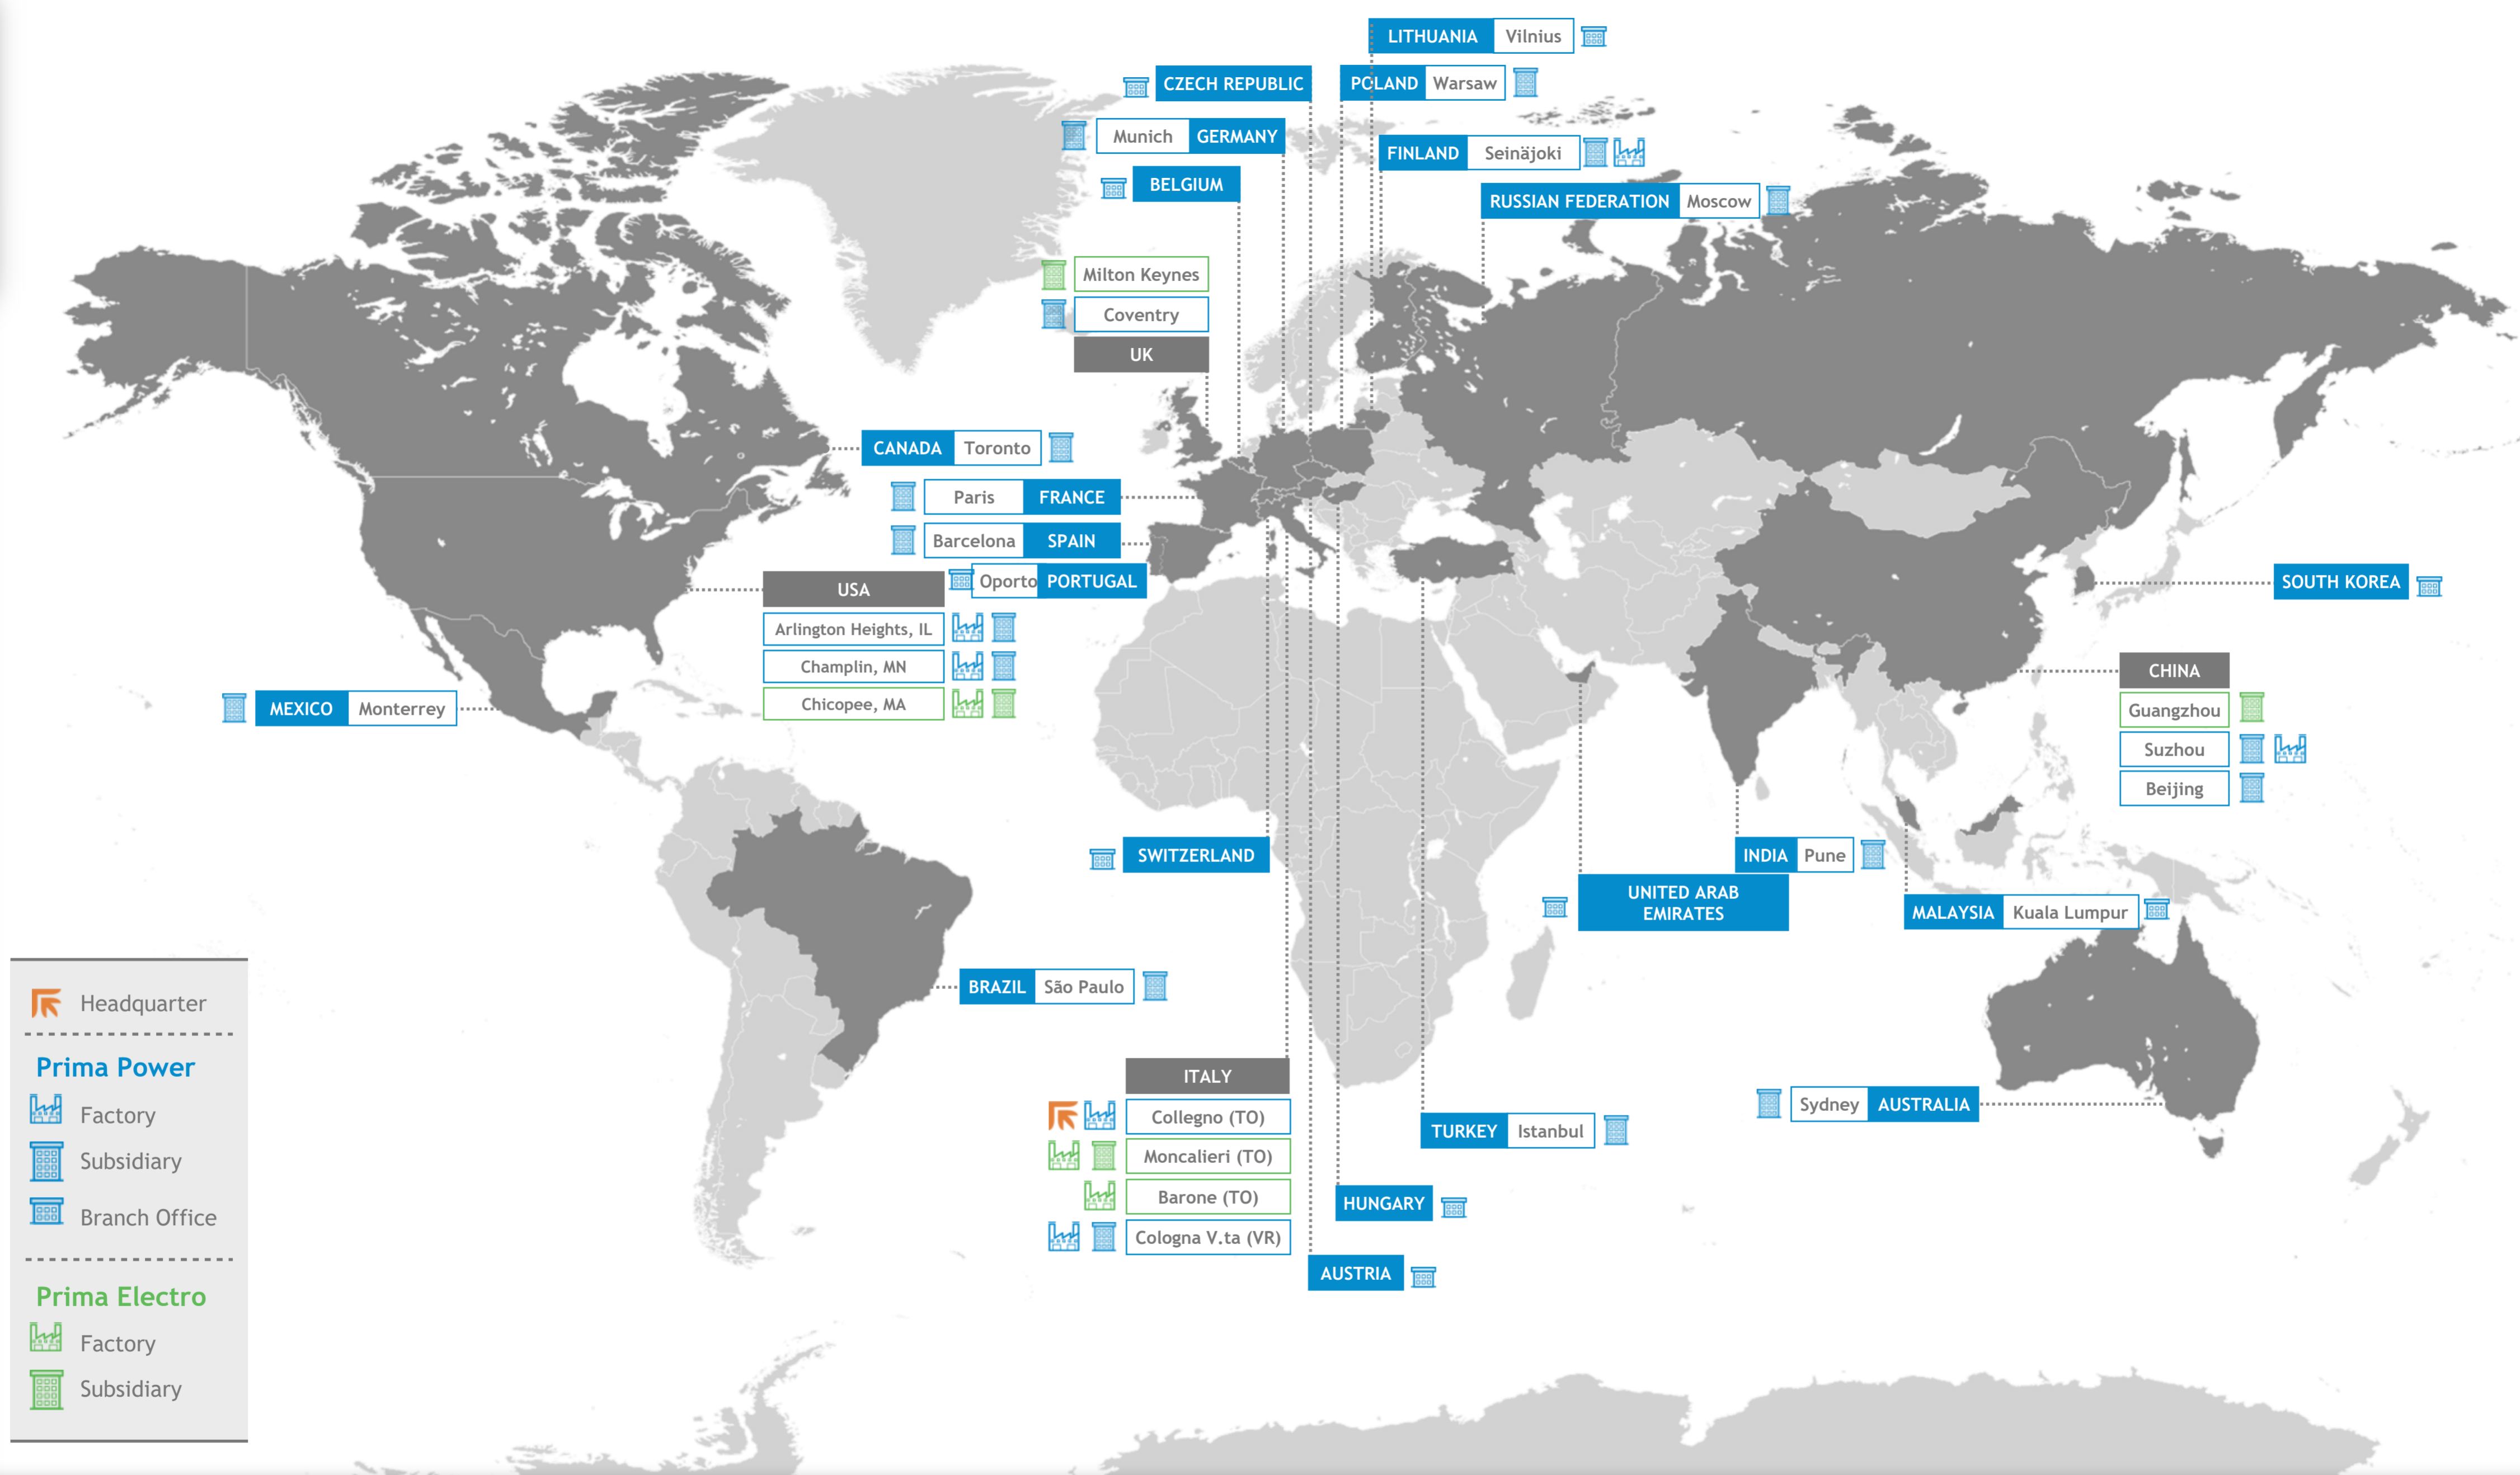 LITHUANIA Vilnius
CZECH REPUBLIC
POLAND Warsaw
Munich GERMANY
FINLAND Seinäjoki
BELGIUM
RUSSIAN FEDERATION Moscow
Milton Keynes
Coventry
UK
CANADA Toronto
Paris FRANCE
Barcelona SPAIN
Oporto PORTUGAL
USA
Arlington Heights, IL
Champlin, MN
Chicopee, MA
MEXICO Monterrey
SOUTH KOREA
CHINA
Guangzhou
Suzhou
Beijing
SWITZERLAND
INDIA Pune
UNITED ARAB
EMIRATES
MALAYSIA Kuala Lumpur
BRAZIL São Paulo
ITALY
Collegno (TO)
Moncalieri (TO)
Barone (TO)
Cologna V.ta (VR)
Sydney AUSTRALIA
TURKEY Istanbul
HUNGARY
AUSTRIA
Headquarter
Prima Power
Factory
Subsidiary
Branch Office
Prima Electro
Factory
Subsidiary